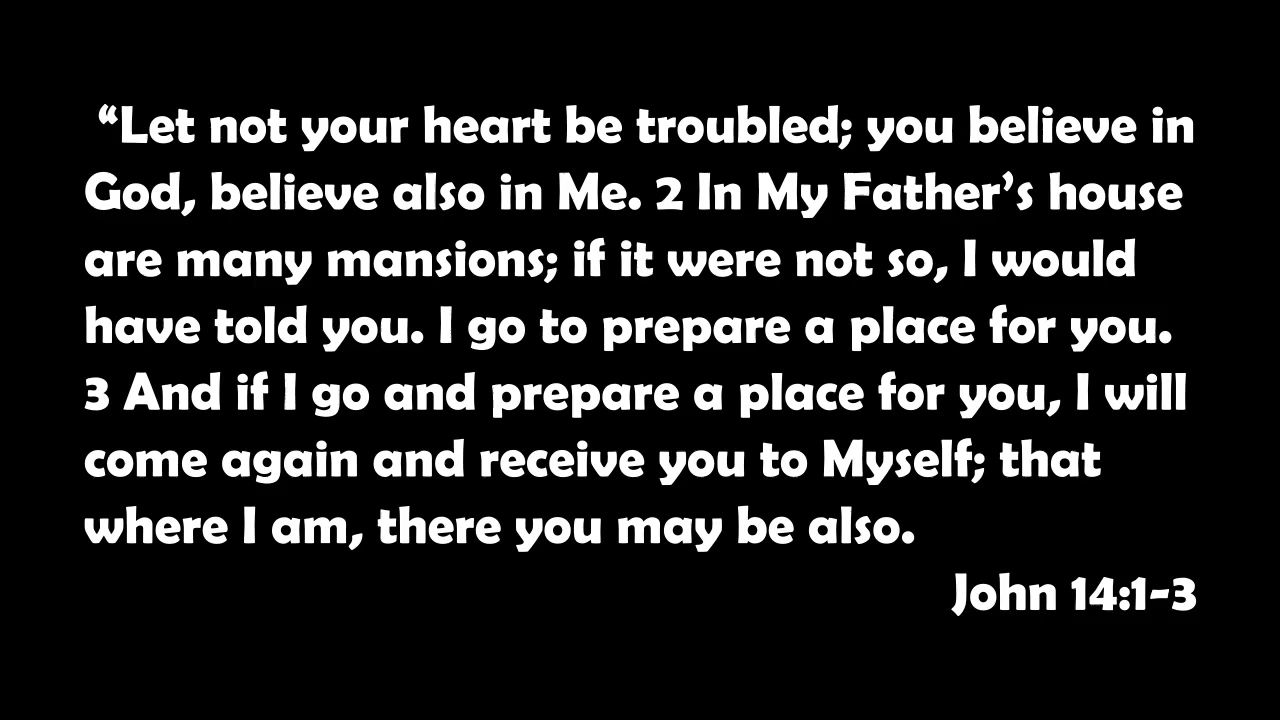 “Let not your heart be troubled; you believe in
God, believe also in Me. 2 In My Father’s house
are many mansions; if it were not so, I would
have told you. I go to prepare a place for you.
3 And if I go and prepare a place for you, I will
come again and receive you to Myself; that
where I am, there you may be also.
John 14:1-3